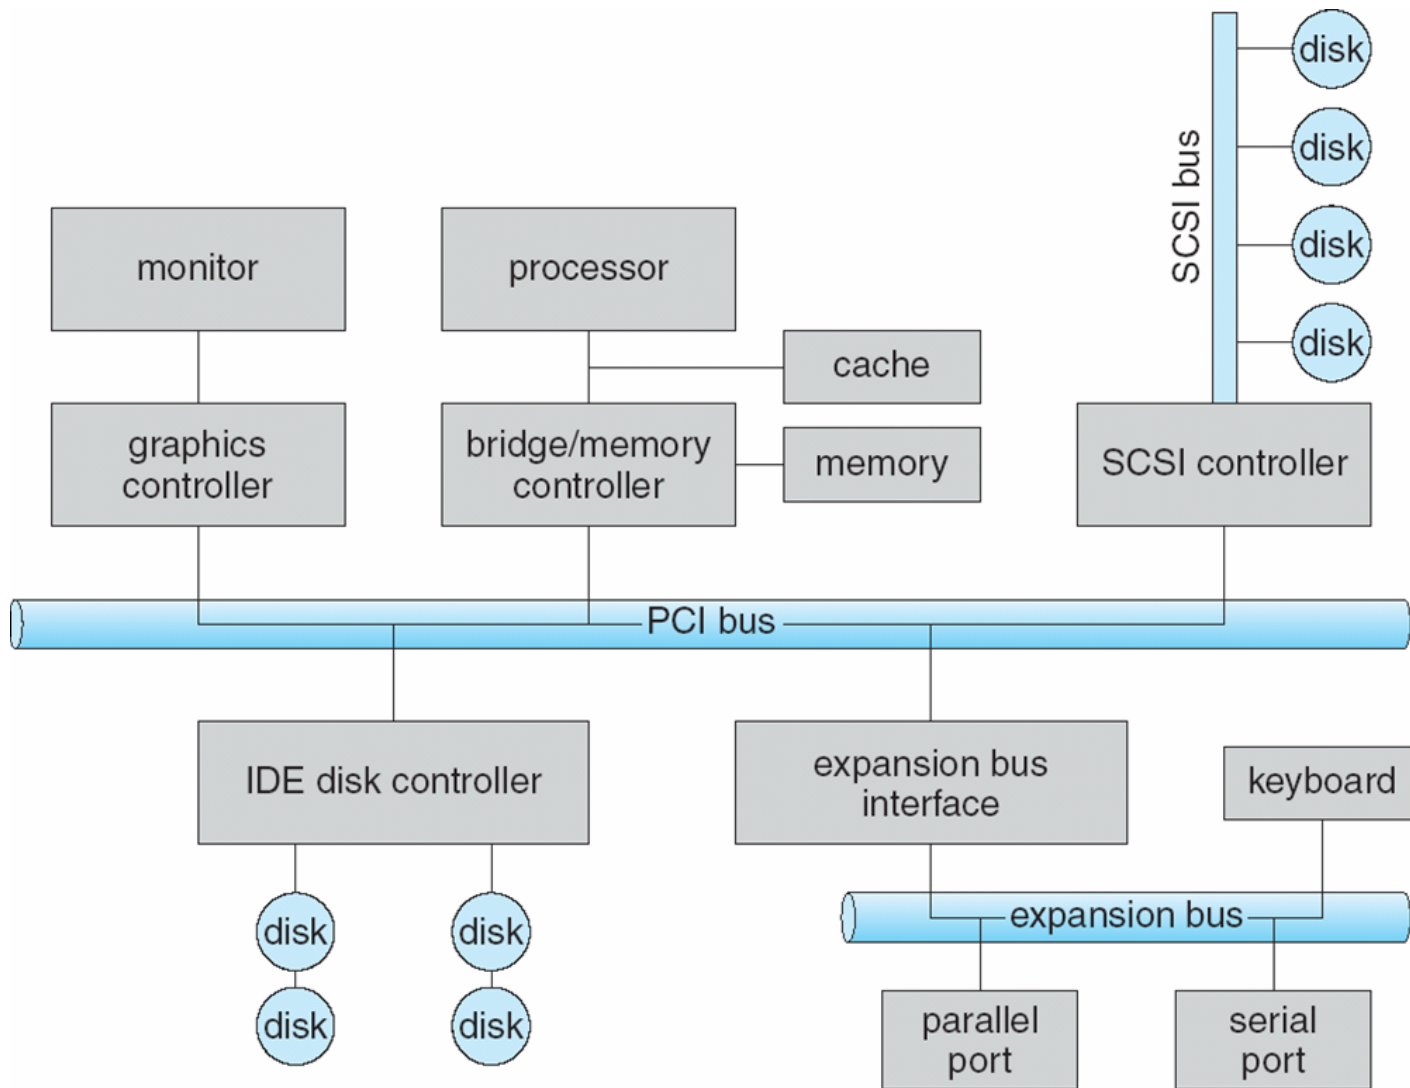 disk
disk
SCSI bus
disk
disk
monitor
processor
cache
graphics
controller
bridge/memory
controller
memory
SCSI controller
PCI bus
IDE disk controller
expansion bus
interface
keyboard
disk
disk
expansion bus
disk
disk
parallel
port
serial
port